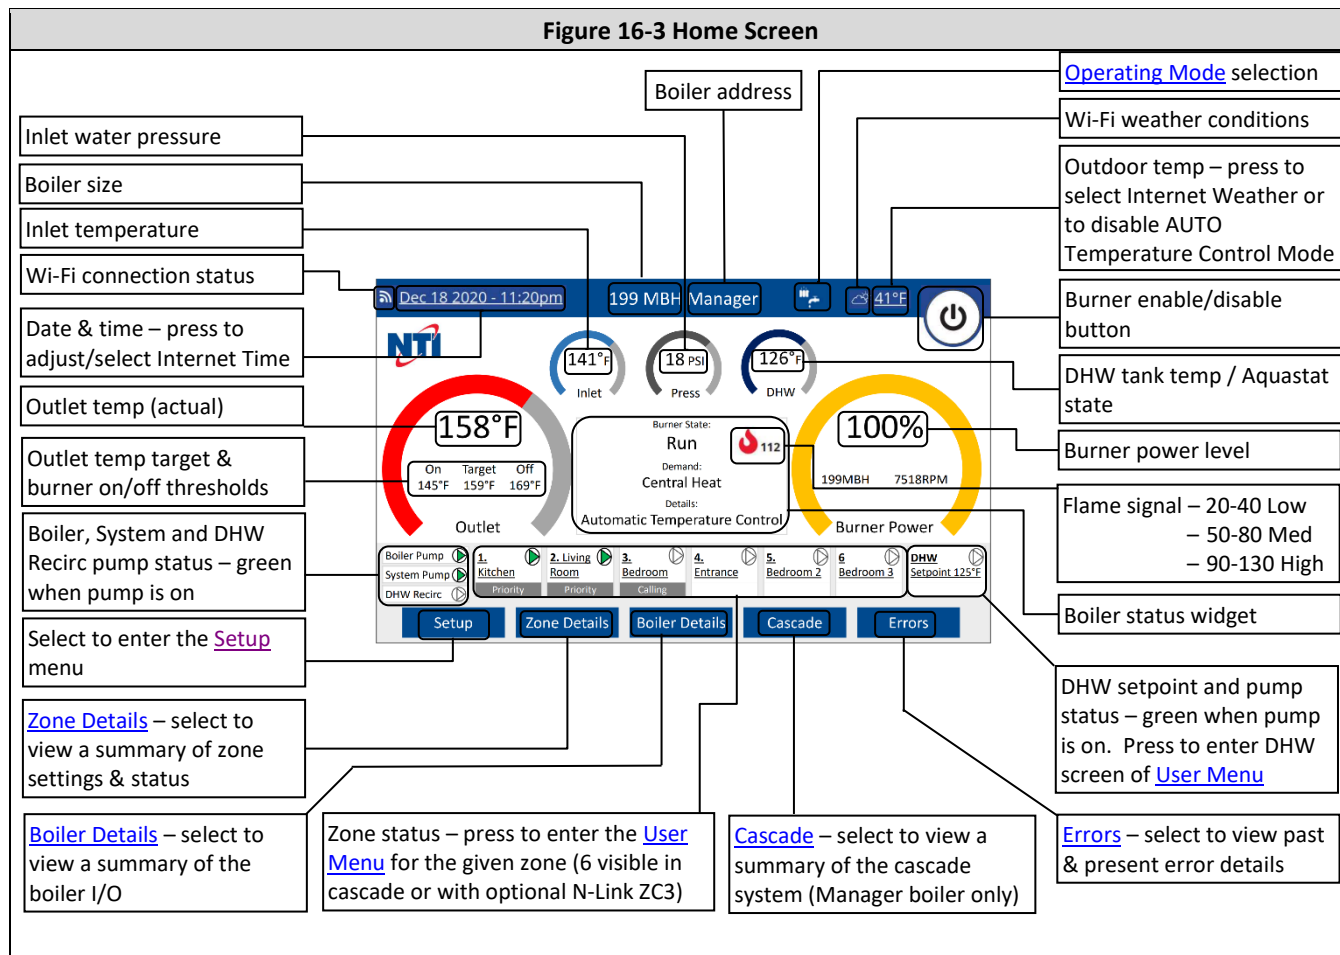 Figure 16-3 Home Screen
Boiler address
Operating Mode selection
Wi-Fi weather conditions
Outdoor temp – press to
select Internet Weather or
to disable AUTO
Temperature Control Mode
Burner enable/disable
button
DHW tank temp / Aquastat
state
Burner power level
Flame signal – 20-40 Low
– 50-80 Med
– 90-130 High
Boiler status widget
DHW setpoint and pump
status – green when pump
is on. Press to enter DHW
screen of User Menu
Inlet water pressure
Boiler size
Inlet temperature
Wi-Fi connection status
Date & time – press to
adjust/select Internet Time
Outlet temp (actual)
Outlet temp target &
burner on/off thresholds
Boiler, System and DHW
Recirc pump status – green
when pump is on
Select to enter the Setup
menu
Zone Details – select to
view a summary of zone
settings & status
Dec 18 2020 - 11:20pm
199 MBH
Manager
41°F
NTI
141°F
Inlet
18 PSI
Press
126°F
DHW
158°F
On Target Off
145°F 159°F 169°F
Outlet
Burner State:
Run
112
Demand:
Central Heat
Details:
Automatic Temperature Control
100%
199MBH 7518RPM
Burner Power
Boiler Pump
System Pump
DHW Recirc
1.
Kitchen
Priority
2. Living
Room
Priority
3.
Bedroom
Calling
4.
Entrance
5.
Bedroom 2
6
Bedroom 3
DHW
Setpoint 125°F
Setup
Zone Details
Boiler Details
Cascade
Errors
Boiler Details – select to
view a summary of the
boiler I/O
Zone status – press to enter the User
Menu for the given zone (6 visible in
cascade or with optional N-Link ZC3)
Cascade – select to view a
summary of the cascade
system (Manager boiler only)
Errors – select to view past
& present error details